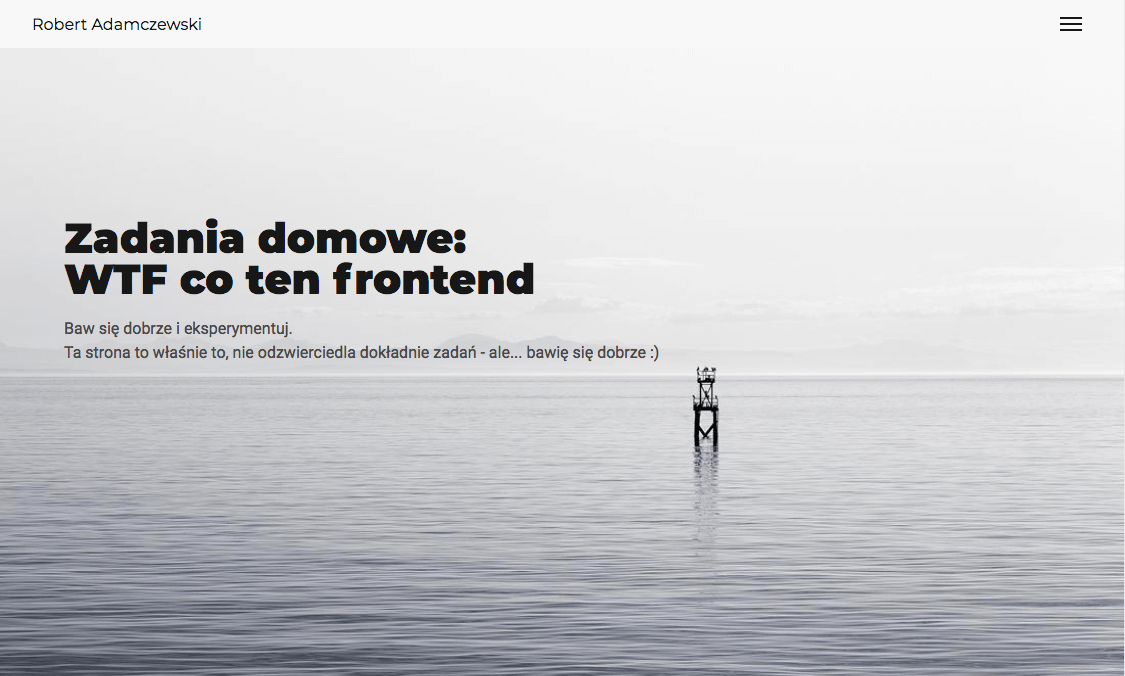 Robert Adamczewski
Zadania domowe:
WTF co ten frontend
Baw się dobrze i eksperymentuj.
Ta strona to właśnie to, nie odzwierciedla dokładnie zadań - ale... bawię się dobrze :)